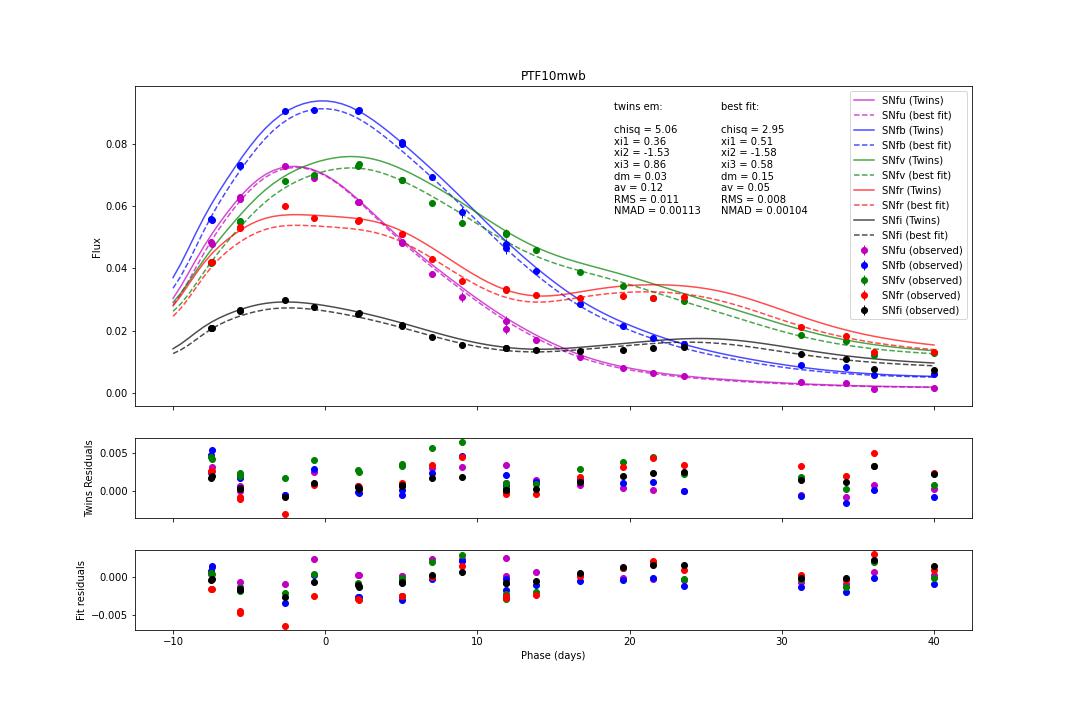 PTF10mwb
Flux
0.08
0.06
0.04
0.02
0.00
twins em:
chisq = 5.06
xi1 = 0.36
xi2 = -1.53
xi3 = 0.86
dm = 0.03
av = 0.12
RMS = 0.011
NMAD = 0.00113
best fit:
chisq = 2.95
xi1 = 0.51
xi2 = -1.58
xi3 = 0.58
dm = 0.15
av = 0.05
RMS = 0.008
NMAD = 0.00104
SNfu (Twins)
SNfu (best fit)
SNfb (Twins)
SNfb (best fit)
SNfv (Twins)
SNfv (best fit)
SNfr (Twins)
SNfr (best fit)
SNfi (Twins)
SNfi (best fit)
SNfu (observed)
SNfb (observed)
SNfv (observed)
SNfr (observed)
SNfi (observed)
Twins Residuals
0.005
0.000
Fit residuals
0.000
−0.005
−10
0
10
20
30
40
Phase (days)